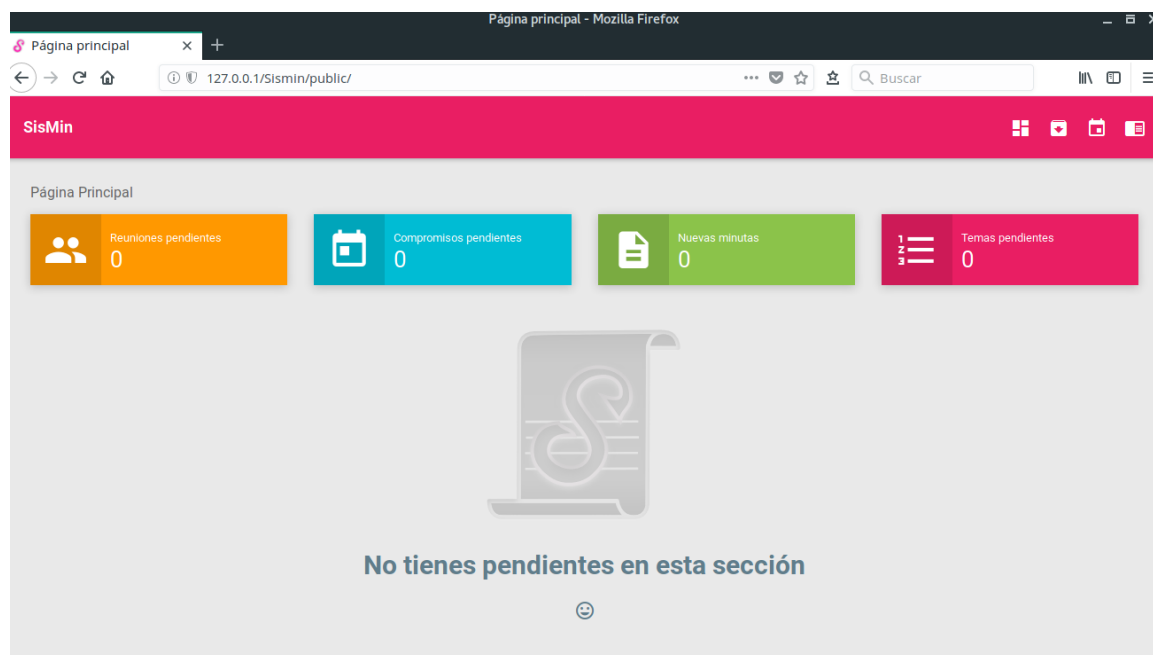 Página principal - Mozilla Firefox
Página principal
127.0.0.1/Sismin/public/
Buscar
SisMin
Página Principal
Reuniones pendientes
0
Compromisos pendientes
0
Nuevas minutas
0
Temas pendientes
0
No tienes pendientes en esta sección